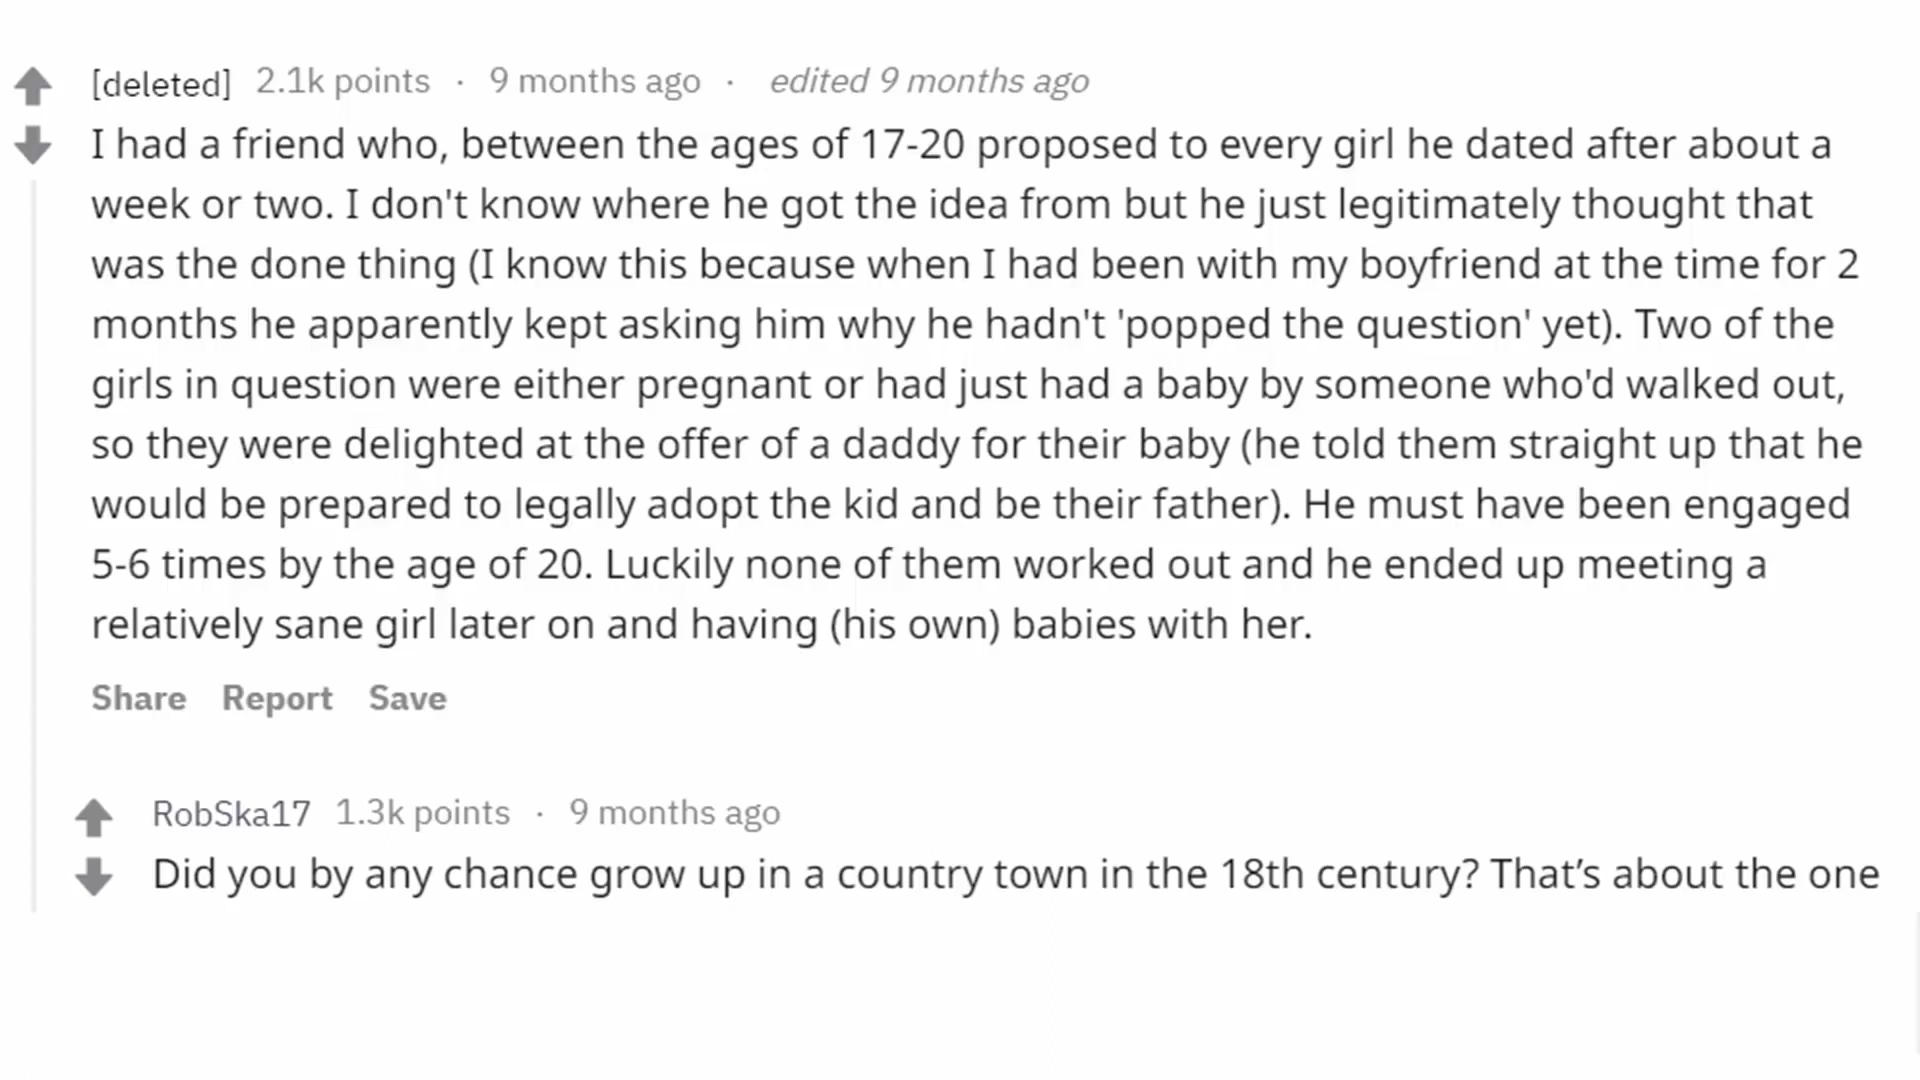 [deleted] 2.1k points · 9 months ago · edited 9 months ago
I had a friend who, between the ages of 17-20 proposed to every girl he dated after about a
week or two. I don't know where he got the idea from but he just legitimately thought that
was the done thing (I know this because when I had been with my boyfriend at the time for 2
months he apparently kept asking him why he hadn't 'popped the question' yet). Two of the
girls in question were either pregnant or had just had a baby by someone who'd walked out,
so they were delighted at the offer of a daddy for their baby (he told them straight up that he
would be prepared to legally adopt the kid and be their father). He must have been engaged
5-6 times by the age of 20. Luckily none of them worked out and he ended up meeting a
relatively sane girl later on and having (his own) babies with her.
Share Report Save
RobSka17 1.3k points · 9 months ago
Did you by any chance grow up in a country town in the 18th century? That’s about the one